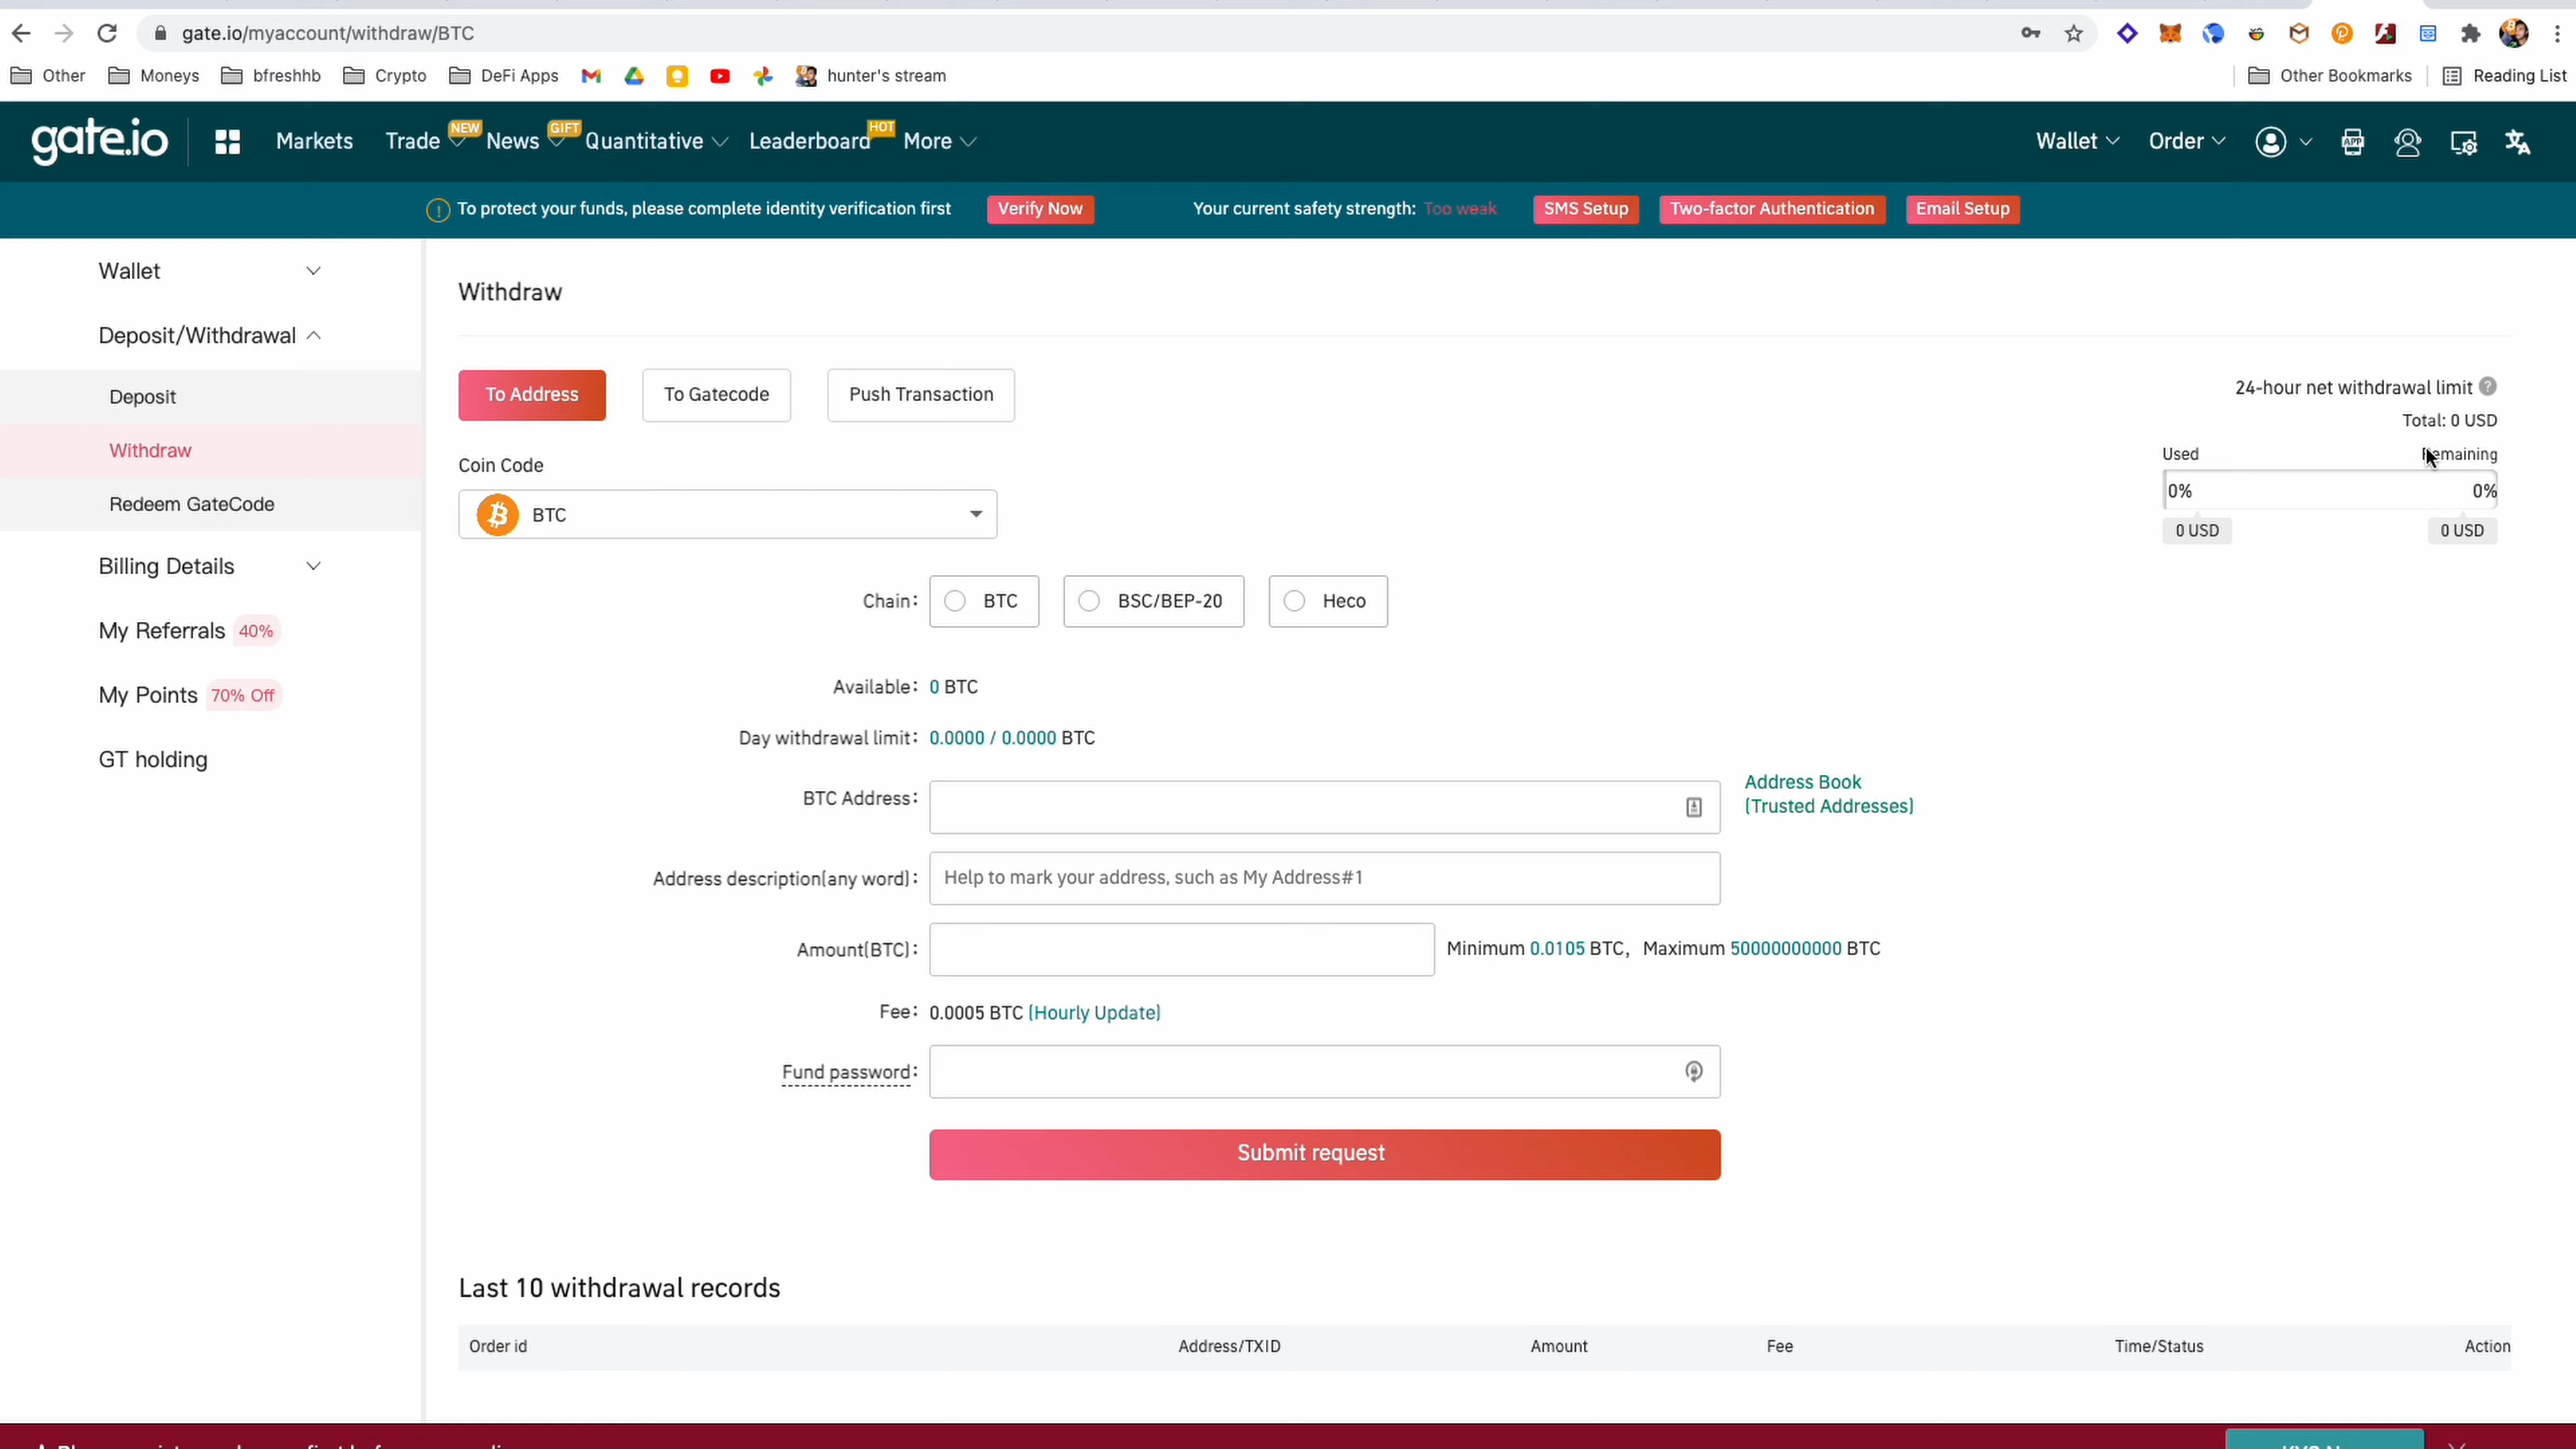 gate.io/myaccount/withdraw/BTC
Other Moneys bfreshhb Crypto DeFi Apps hunter's stream Other Bookmarks Reading List
gate.io Markets Trade NEW News GIFT Quantitative Leaderboard HOT More Wallet Order APP
! To protect your funds, please complete identity verification first Verify Now Your current safety strength: Too weak SMS Setup Two-factor Authentication Email Setup
Wallet
Deposit/Withdrawal
Deposit
Withdraw
Redeem GateCode
Billing Details
My Referrals 40%
My Points 70% Off
GT holding
Withdraw
To Address To Gatecode Push Transaction
24-hour net withdrawal limit ?
Total: 0 USD
Used Remaining
0% 0%
0 USD 0 USD
Coin Code
BTC
Chain: BTC BSC/BEP-20 Heco
Available: 0 BTC
Day withdrawal limit: 0.0000 / 0.0000 BTC
BTC Address:
Address Book
(Trusted Addresses)
Address description(any word): Help to mark your address, such as My Address#1
Amount(BTC): Minimum 0.0105 BTC, Maximum 50000000000 BTC
Fee: 0.0005 BTC (Hourly Update)
Fund password:
Submit request
Last 10 withdrawal records
Order id Address/TXID Amount Fee Time/Status Action